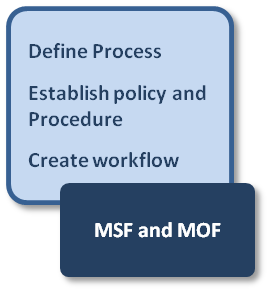 Define Process
Establish policy and
Procedure
Create workflow
MSF and MOF